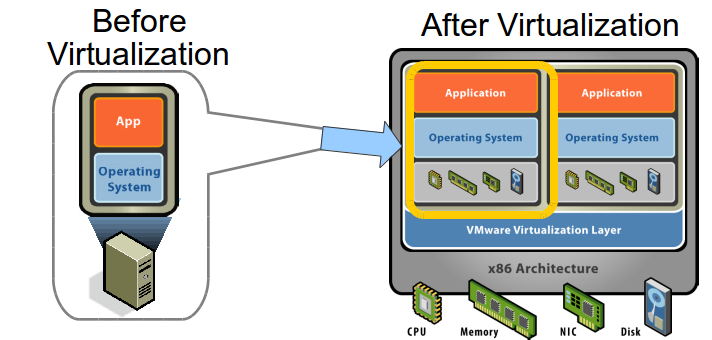 Before
Virtualization
After Virtualization
App
Operating
System
Application
Application
Operating System
Operating System
VMware Virtualization Layer
x86 Architecture
CPU
Memory
NIC
Disk